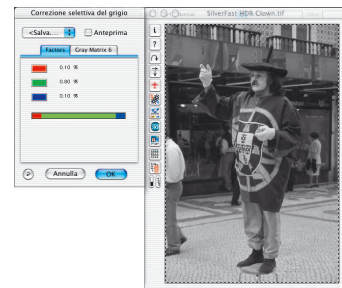 Correzione selettiva del grigio
<Salva....
Anteprima
Factors
Gray Matrix 6
0.10 %
0.80 %
0.10 %
Annulla
OK
SilverFast HDR Clown.tif
i
?